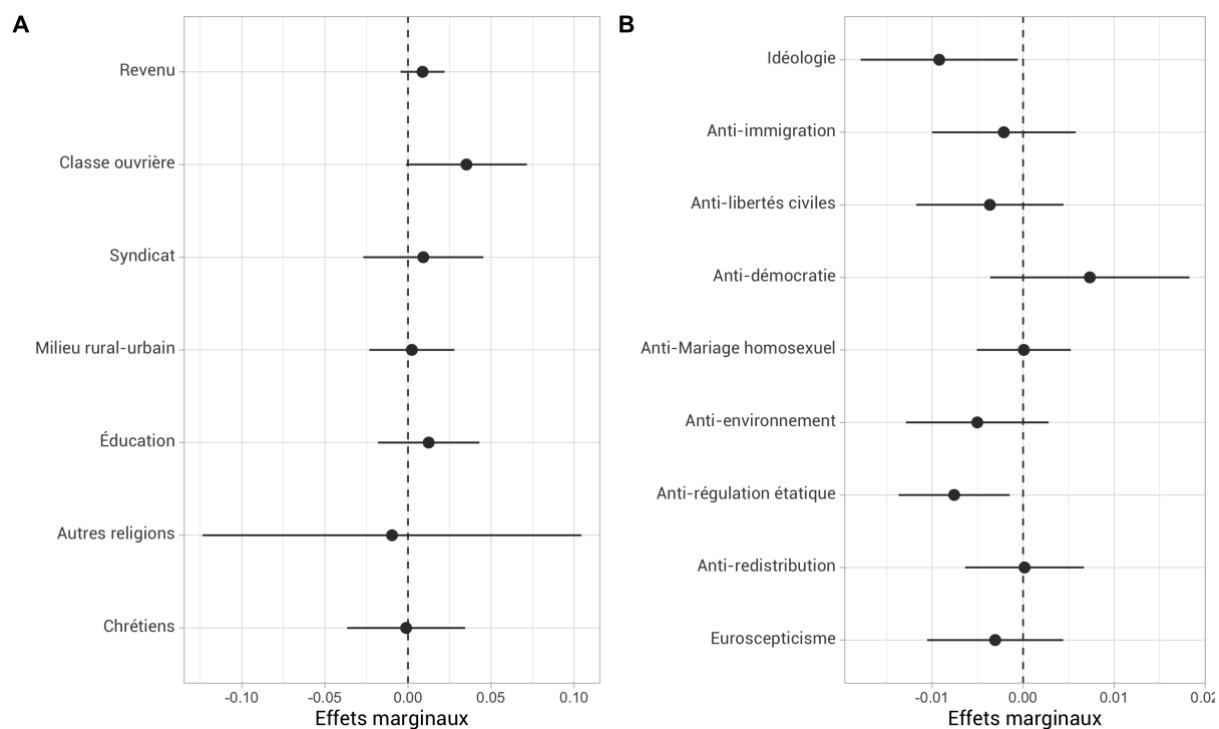 A
Revenu
Classe ouvrière
Syndicat
Milieu rural-urbain
Éducation
Autres religions
Chrétiens
-0.10 -0.05 0.00 0.05 0.10
Effets marginaux
B
Idéologie
Anti-immigration
Anti-libertés civiles
Anti-démocratie
Anti-Mariage homosexuel
Anti-environnement
Anti-régulation étatique
Anti-redistribution
Euroscepticisme
-0.01 0.00 0.01 0.02
Effets marginaux